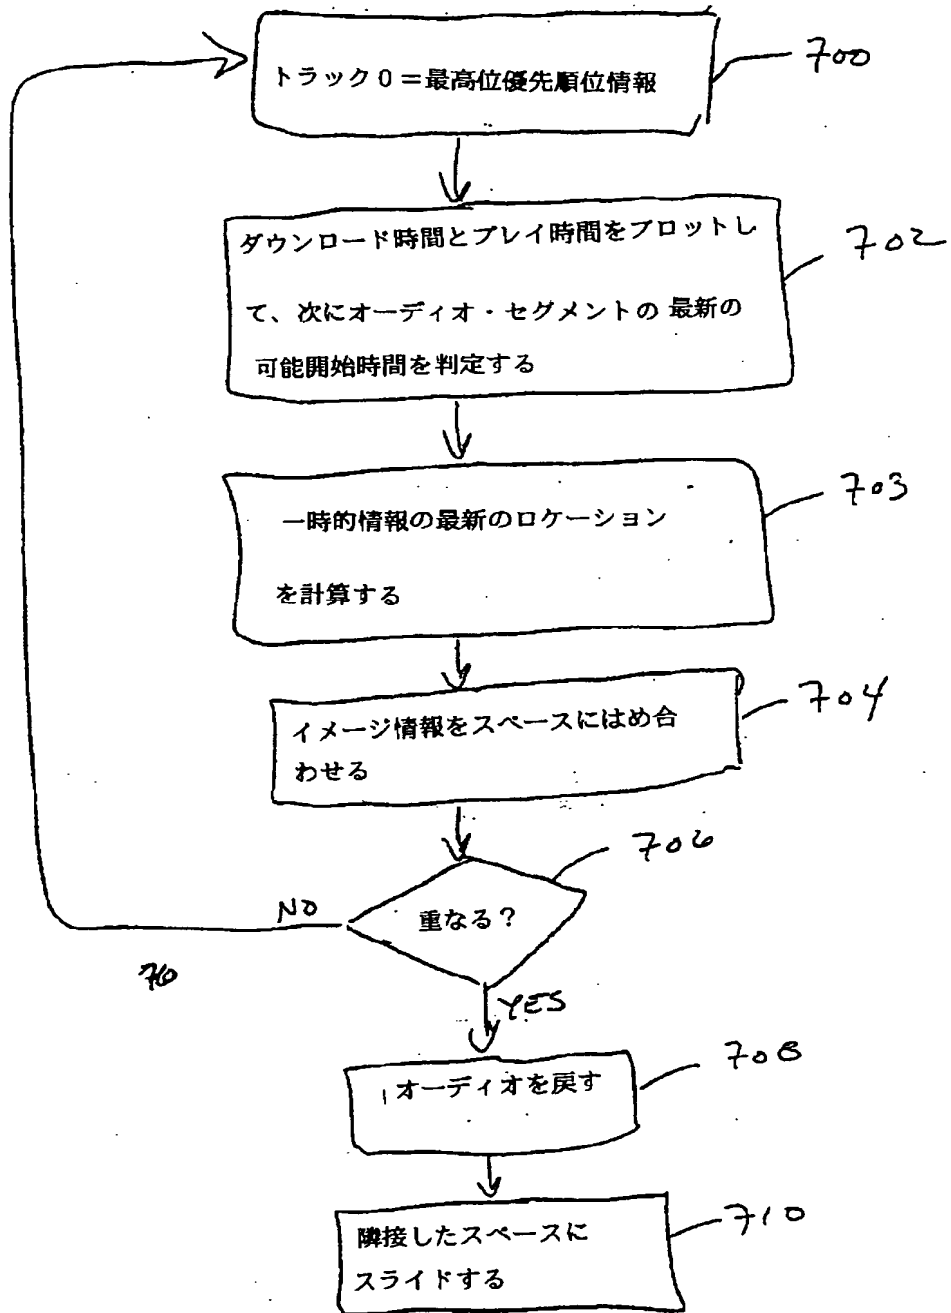 トラック0=最高位優先順位情報
700
ダウンロード時間とプレイ時間をプロットし
702
て、次にオーディオ・セグメントの 最新の
可能開始時間を判定する
703
一時的情報の最新のロケーション
を計算する
704
イメージ情報をスペースにはめ合
わせる
706
重なる?
NO
YES
708
オーディオを戻す
710
隣接したスペースに
スライドする